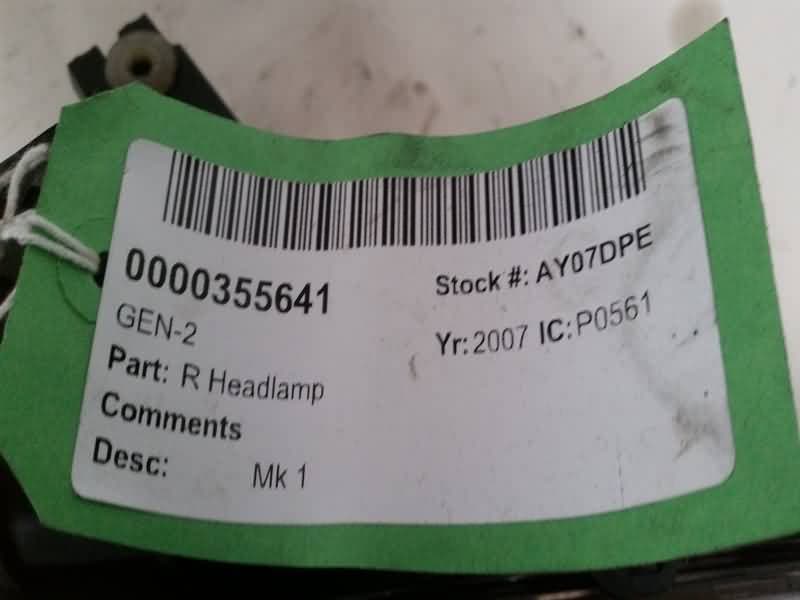 0000355641
Stock #: AY07DPE
GEN-2
Yr: 2007 IC: P0561
Part: R Headlamp
Comments
Desc: Mk 1